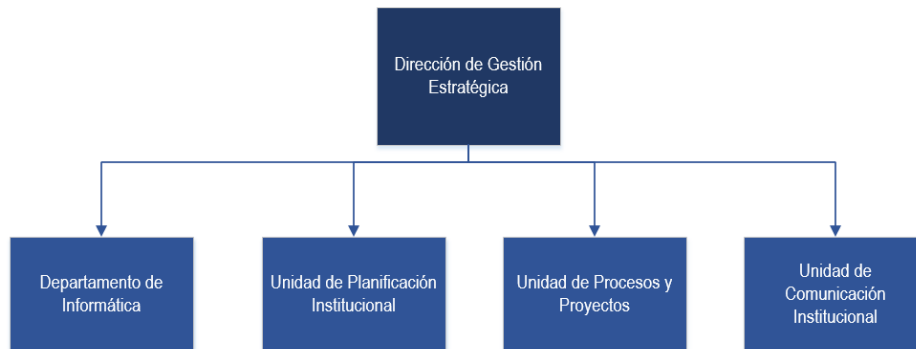 Dirección de Gestión
Estratégica
Departamento de
Informática
Unidad de Planificación
Institucional
Unidad de Procesos y
Proyectos
Unidad de
Comunicación
Institucional